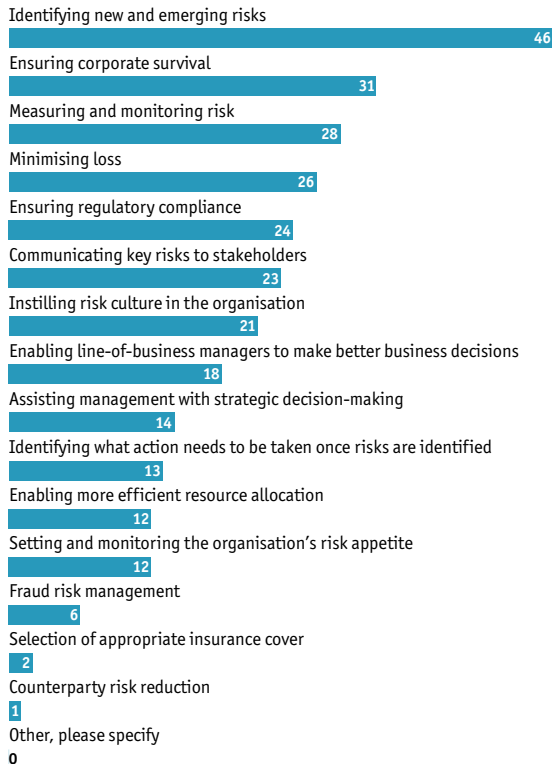 Identifying new and emerging risks
46
Ensuring corporate survival
31
Measuring and monitoring risk
28
Minimising loss
26
Ensuring regulatory compliance
24
Communicating key risks to stakeholders
23
Instilling risk culture in the organisation
21
Enabling line-of-business managers to make better business decisions
18
Assisting management with strategic decision-making
14
Identifying what action needs to be taken once risks are identified
13
Enabling more efficient resource allocation
12
Setting and monitoring the organisation’s risk appetite
12
Fraud risk management
6
Selection of appropriate insurance cover
2
Counterparty risk reduction
1
Other, please specify
0